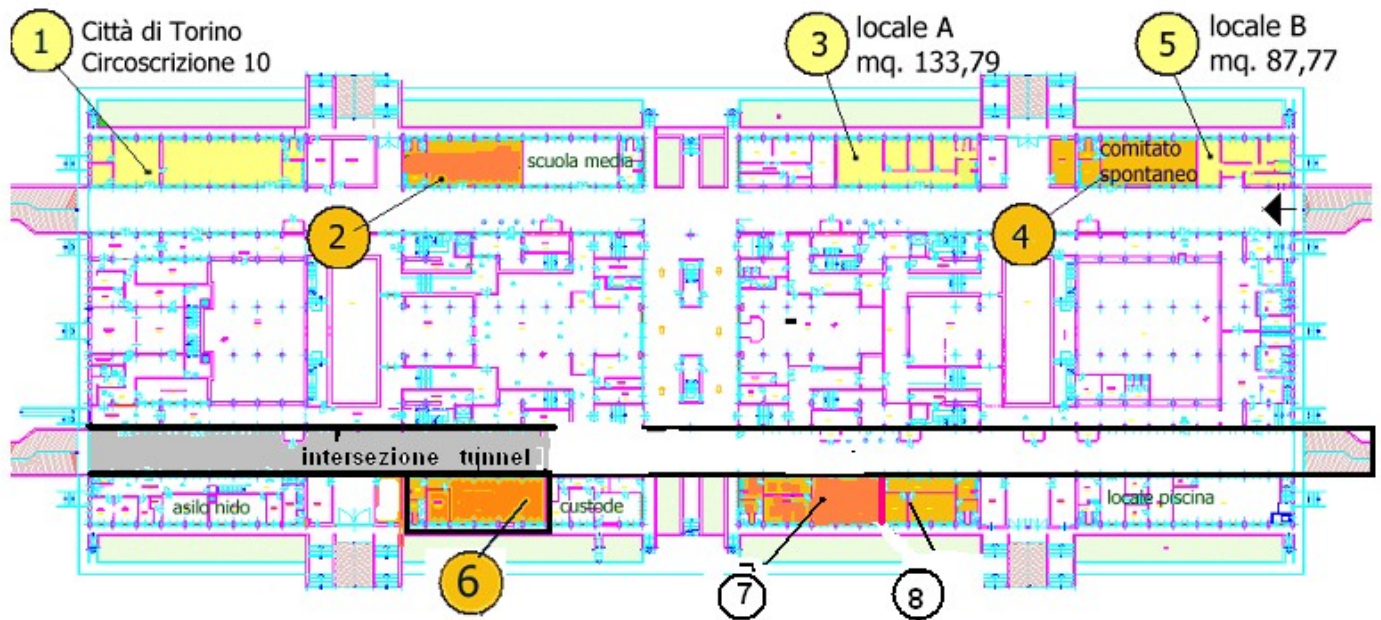 1
Città di Torino
Circoscrizione 10
3
locale A
mq. 133,79
5
locale B
mq. 87,77
scuola media
comitato
spontaneo
2
4
intersezione tunnel
asilo nido
custode
locale piscina
6
7
8